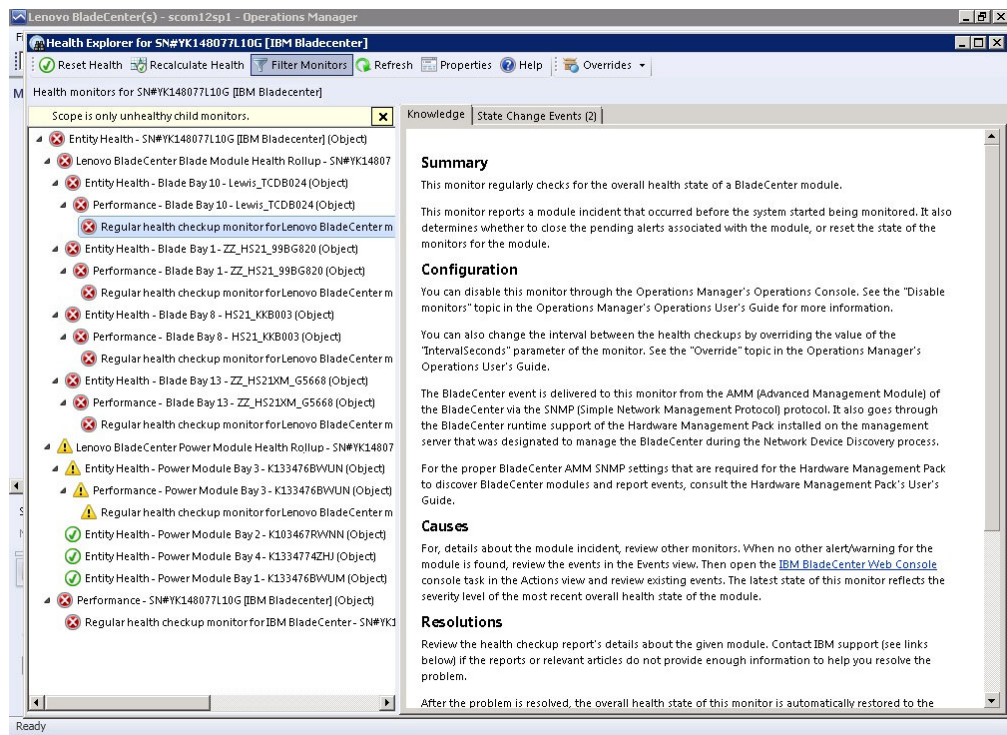 Lenovo BladeCenter(s) - scom12sp1 - Operations Manager
Health Explorer for SN#YK148077L10G [IBM Bladecenter]
Reset Health Recalculate Health Filter Monitors Refresh Properties Help Overrides
Health monitors for SN#YK148077L10G [IBM Bladecenter]
Scope is only unhealthy child monitors.
Entity Health - SN#YK148077L10G [IBM Bladecenter] (Object)
Lenovo BladeCenter Blade Module Health Rollup - SN#YK14807
Entity Health - Blade Bay 10 - Lewis_TCDB024 (Object)
Performance - Blade Bay 10 - Lewis_TCDB024 (Object)
Regular health checkup monitor for Lenovo BladeCenter m
Entity Health - Blade Bay 1 - ZZ_HS21_99BG820 (Object)
Performance - Blade Bay 1 - ZZ_HS21_99BG820 (Object)
Regular health checkup monitor for Lenovo BladeCenter m
Entity Health - Blade Bay 8 - HS21_KKB003 (Object)
Performance - Blade Bay 8 - HS21_KKB003 (Object)
Regular health checkup monitor for Lenovo BladeCenter m
Entity Health - Blade Bay 13 - ZZ_HS21XM_G5668 (Object)
Performance - Blade Bay 13 - ZZ_HS21XM_G5668 (Object)
Regular health checkup monitor for Lenovo BladeCenter m
Lenovo BladeCenter Power Module Health Rollup - SN#YK14807
Entity Health - Power Module Bay 3 - K133476BWUN (Object)
Performance - Power Module Bay 3 - K133476BWUN (Object)
Regular health checkup monitor for Lenovo BladeCenter m
Entity Health - Power Module Bay 2 - K103467RWNN (Object)
Entity Health - Power Module Bay 4 - K1334774ZHJ (Object)
Entity Health - Power Module Bay 1 - K133476BWUM (Object)
Performance - SN#YK148077L10G [IBM Bladecenter] (Object)
Regular health checkup monitor for IBM BladeCenter - SN#YK1
Knowledge State Change Events (2)
Summary
This monitor regularly checks for the overall health state of a BladeCenter module.
This monitor reports a module incident that occurred before the system started being monitored. It also
determines whether to close the pending alerts associated with the module, or reset the state of the
monitors for the module.
Configuration
You can disable this monitor through the Operations Manager's Operations Console. See the "Disable
monitors" topic in the Operations Manager's Operations User's Guide for more information.
You can also change the interval between the health checkups by overriding the value of the
"IntervalSeconds" parameter of the monitor. See the "Override" topic in the Operations Manager's
Operations User's Guide.
The BladeCenter event is delivered to this monitor from the AMM (Advanced Management Module) of
the BladeCenter via the SNMP (Simple Network Management Protocol) protocol. It also goes through
the BladeCenter runtime support of the Hardware Management Pack installed on the management
server that was designated to manage the BladeCenter during the Network Device Discovery process.
For the proper BladeCenter AMM SNMP settings that are required for the Hardware Management Pack
to discover BladeCenter modules and report events, consult the Hardware Management Pack's User's
Guide.
Causes
For, details about the module incident, review other monitors. When no other alert/warning for the
module is found, review the events in the Events view. Then open the IBM BladeCenter Web Console
console task in the Actions view and review existing events. The latest state of this monitor reflects the
severity level of the most recent overall health state of the module.
Resolutions
Review the health checkup report's details about the given module. Contact IBM support (see links
below) if the reports or relevant articles do not provide enough information to help you resolve the
problem.
After the problem is resolved, the overall health state of this monitor is automatically restored to the
Ready